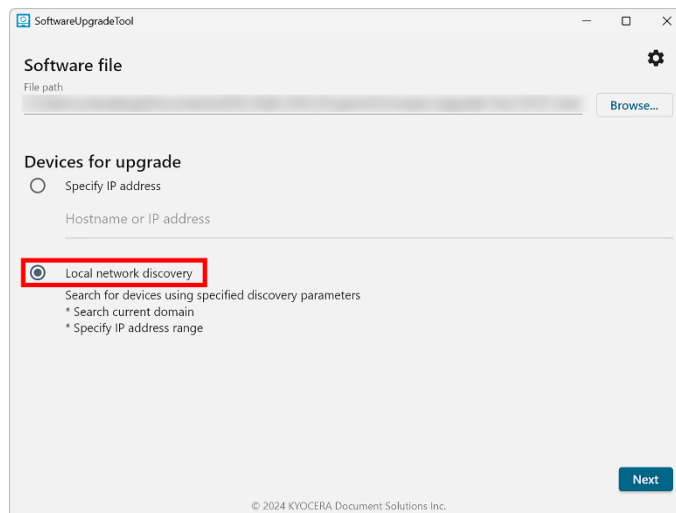 SoftwareUpgradeTool
Software file
File path
Browse...
Devices for upgrade
Specify IP address
Hostname or IP address
Local network discovery
Search for devices using specified discovery parameters
* Search current domain
* Specify IP address range
Next
© 2024 KYOCERA Document Solutions Inc.